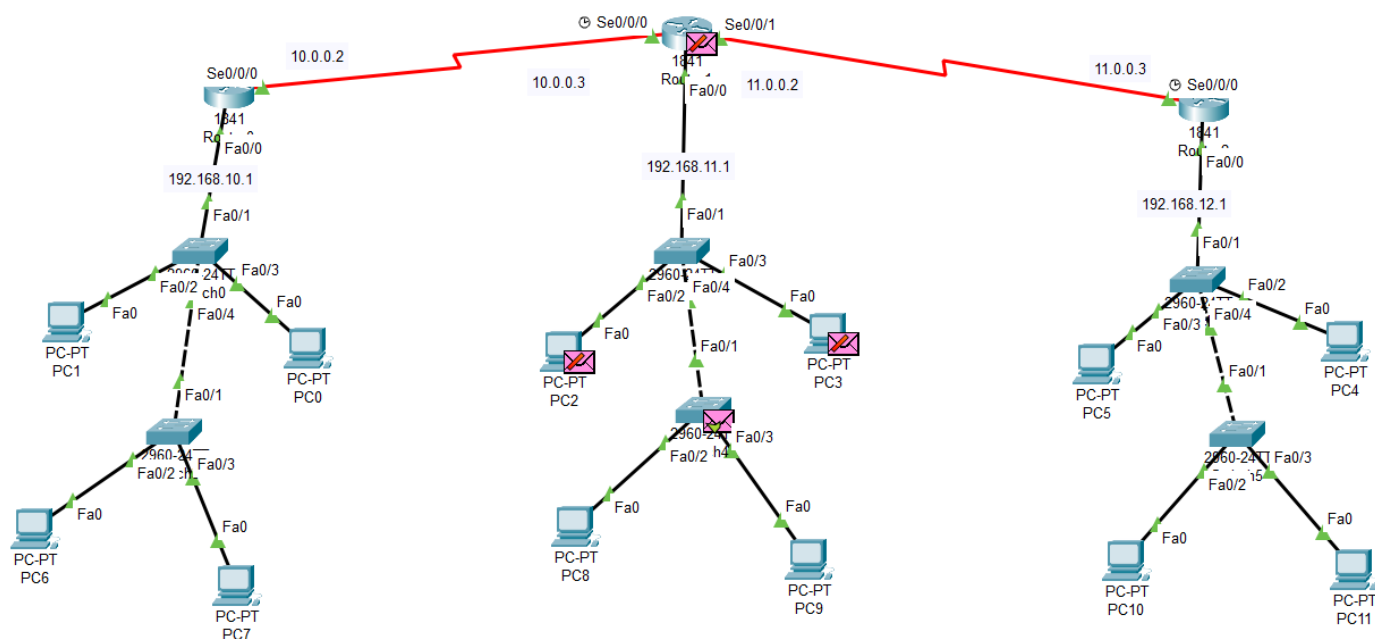 Se0/0/0
Se0/0/1
10.0.0.2
Se0/0/0
10.0.0.3
1841
Fa0/0
11.0.0.2
11.0.0.3
Se0/0/0
1841
Fa0/0
192.168.10.1
Fa0/1
192.168.11.1
Fa0/1
1841
Fa0/0
192.168.12.1
Fa0/1
Fa0/3
Fa0/2
Fa0/4
Fa0
Fa0
PC-PT
PC1
PC-PT
PC0
Fa0/1
Fa0/3
Fa0/2
Fa0
Fa0
PC-PT
PC6
PC-PT
PC7
Fa0/3
Fa0/2
Fa0/4
Fa0
Fa0
PC-PT
PC2
PC-PT
PC3
Fa0/1
Fa0/3
Fa0/2
Fa0
Fa0
PC-PT
PC8
PC-PT
PC9
Fa0/2
Fa0/3
Fa0/4
Fa0
Fa0
PC-PT
PC5
PC-PT
PC4
Fa0/1
2960-24TT
Fa0/3
Fa0/2
Fa0
Fa0
PC-PT
PC10
PC-PT
PC11